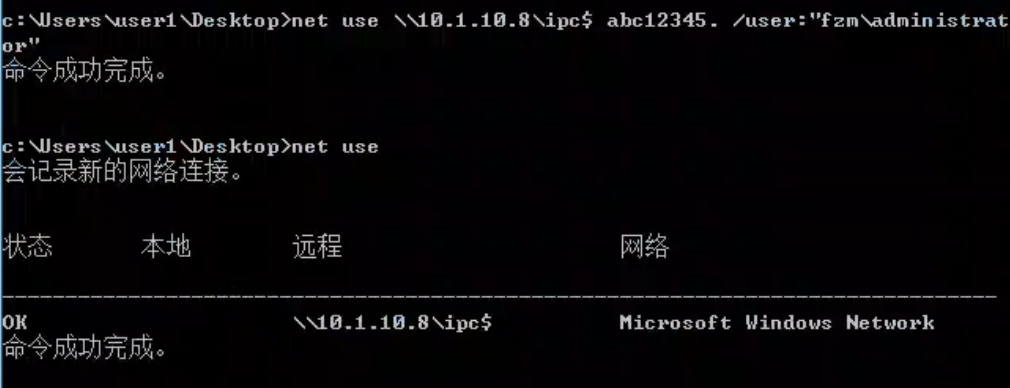 c:\Users\user1\Desktop>net use \\10.1.10.8\ipc$ abc12345. /user:"fzm\administrat
or"
命令成功完成。
c:\Users\user1\Desktop>net use
会记录新的网络连接。
状态 本地 远程 网络
-------------------------------------------------------------------------------
OK \\10.1.10.8\ipc$ Microsoft Windows Network
命令成功完成。